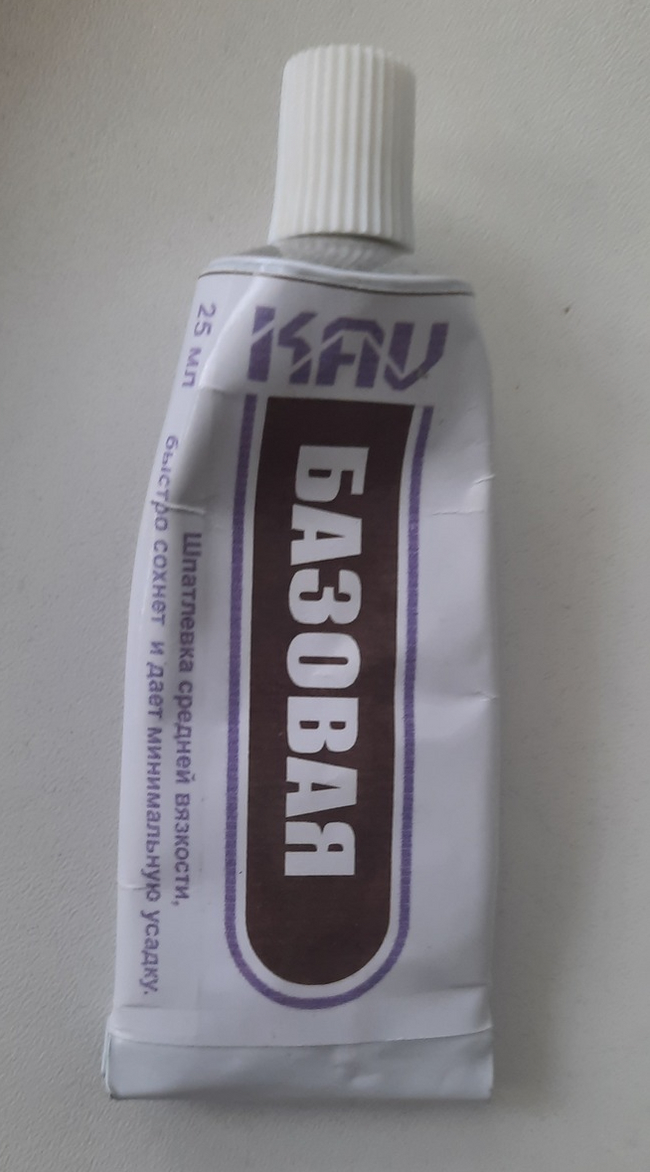 KAV
БАЗОВАЯ
25 мл
Шпатлевка средней вязкости,
быстро сохнет и дает минимальную усадку.